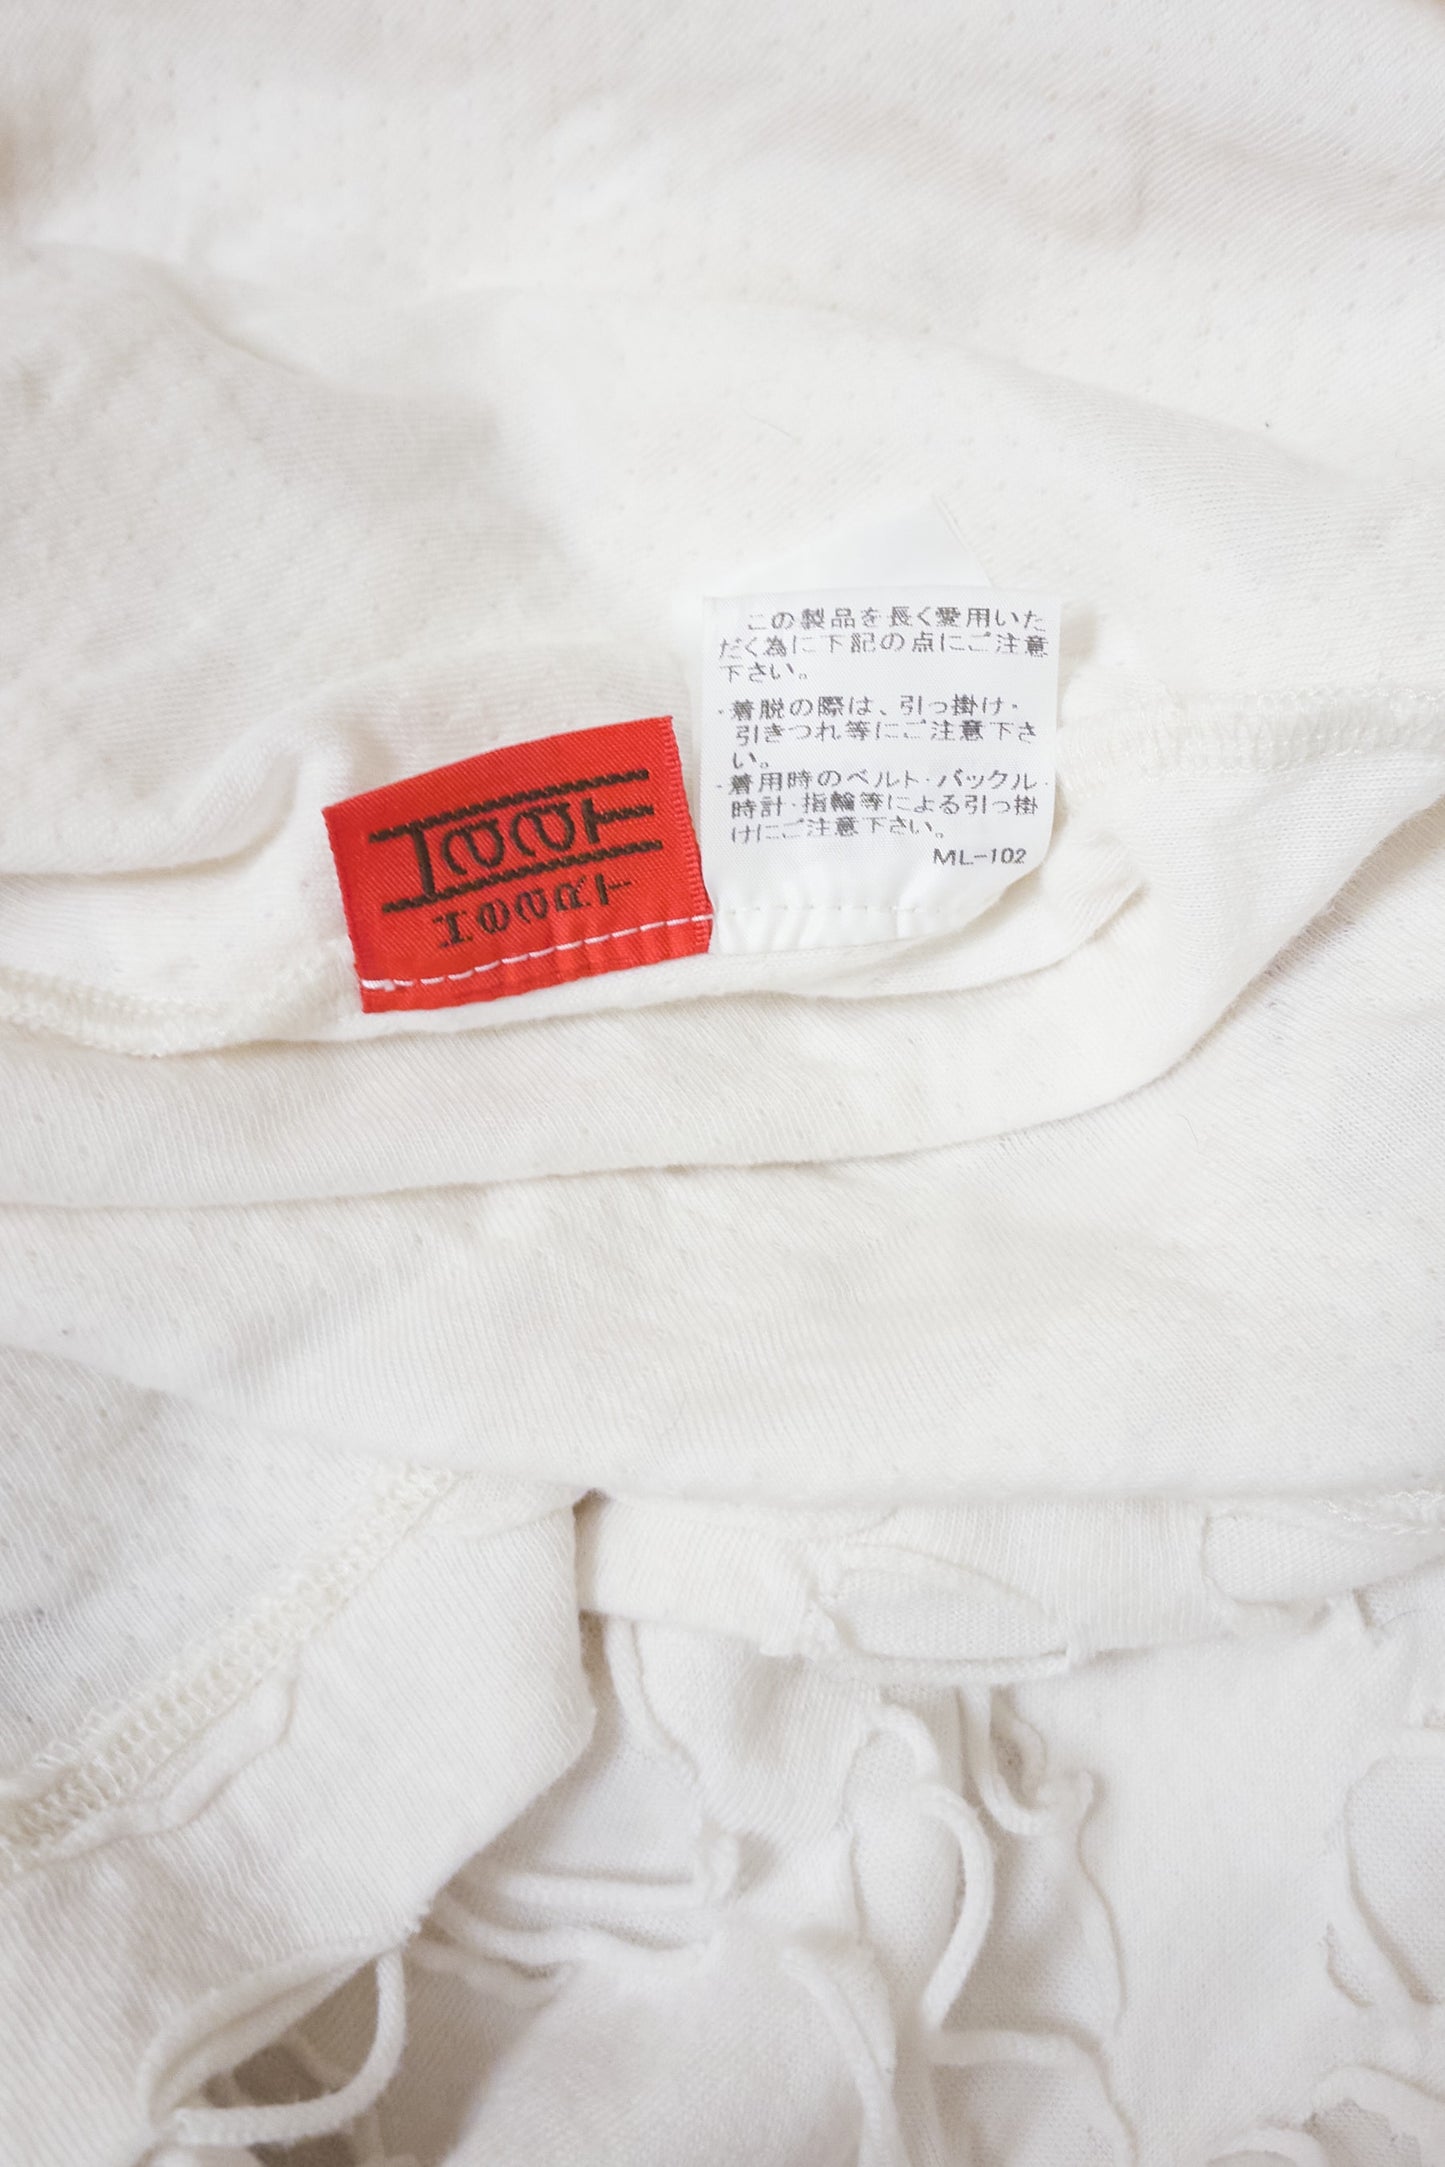 この製品を長く愛用いた
だく為に下記の点にご注意
下さい。
・着脱の際は、引っ掛け・
引きつれ等にご注意下さ
い。
・着用時のベルト・バックル・
時計・指輪等による引っ掛
けにご注意下さい。
ML-102